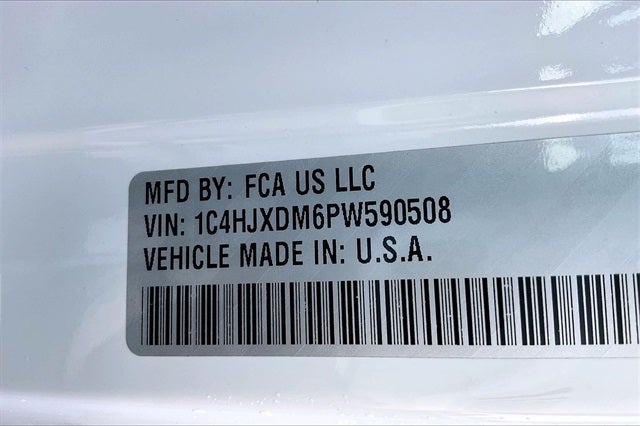 MFD BY: FCA US LLC
VIN: 1C4HJXDM6PW590508
VEHICLE MADE IN: U.S.A.